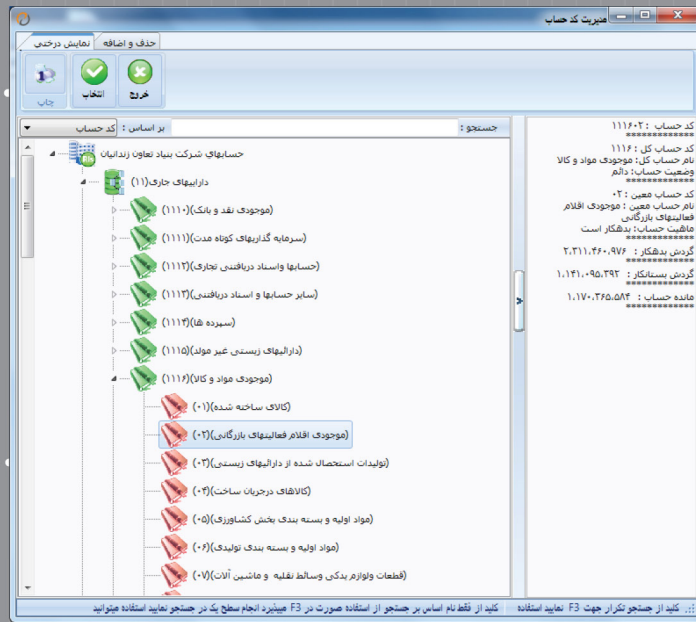 مدیریت کد حساب
حذف و اضافه
نمایش درختی
خروج
انتخاب
چاپ
جستجو :
بر اساس : کد حساب
حسابهای شرکت بنیاد تعاون زندانیان
داراییهای جاری(۱۱)
(موجودی نقد و بانک)(۱۱۱۰)
(سرمایه گذاریهای کوتاه مدت)(۱۱۱۱)
(حسابها واسناد دریافتنی تجاری)(۱۱۱۲)
(سایر حسابها و اسناد دریافتنی)(۱۱۱۳)
(سپرده ها)(۱۱۱۴)
(دارائیهای زیستی غیر مولد)(۱۱۱۵)
(موجودی مواد و کالا)(۱۱۱۶)
(کالای ساخته شده)(۰۱)
(موجودی اقلام فعالیتهای بازرگانی)(۰۲)
(تولیدات استحصال شده از دارائیهای زیستی)(۰۳)
(کالاهای درجریان ساخت)(۰۴)
(مواد اولیه و بسته بندی بخش کشاورزی)(۰۵)
(مواد اولیه و بسته بندی تولیدی)(۰۶)
(قطعات ولوازم یدکی وسائط نقلیه و ماشین آلات)(۰۷)
کد حساب : ۱۱۱۶۰۲
*************
کد حساب کل : ۱۱۱۶
نام حساب کل: موجودی مواد و کالا
وضعیت حساب: دائم
*************
کد حساب معین : ۰۲
نام حساب معین : موجودی اقلام
فعالیتهای بازرگانی
ماهیت حساب: بدهکار است
*************
گردش بدهکار : ۲،۳۱۱،۴۶۰،۹۷۶
*************
گردش بستانکار : ۱،۱۴۱،۰۹۵،۳۹۲
*************
مانده حساب : ۱،۱۷۰،۳۶۵،۵۸۴
*************
کلید از جستجو تکرار جهت F3 نمایید استفاده
کلید از فقط نام اساس بر جستجو از استفاده صورت در F3 میپذیرد انجام سطح یک در جستجو نمایید استفاده میتوانید